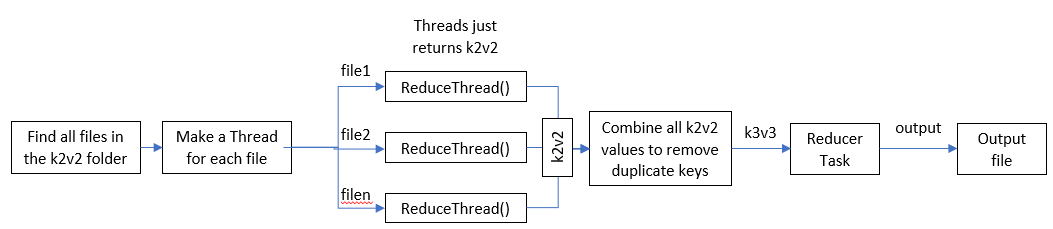 Threads just
returns k2v2
file1
ReduceThread()
Find all files in
the k2v2 folder
Make a Thread
for each file
file2
ReduceThread()
k2v2
Combine all k2v2
values to remove
duplicate keys
k3v3
Reducer
Task
output
Output
file
filen
ReduceThread()